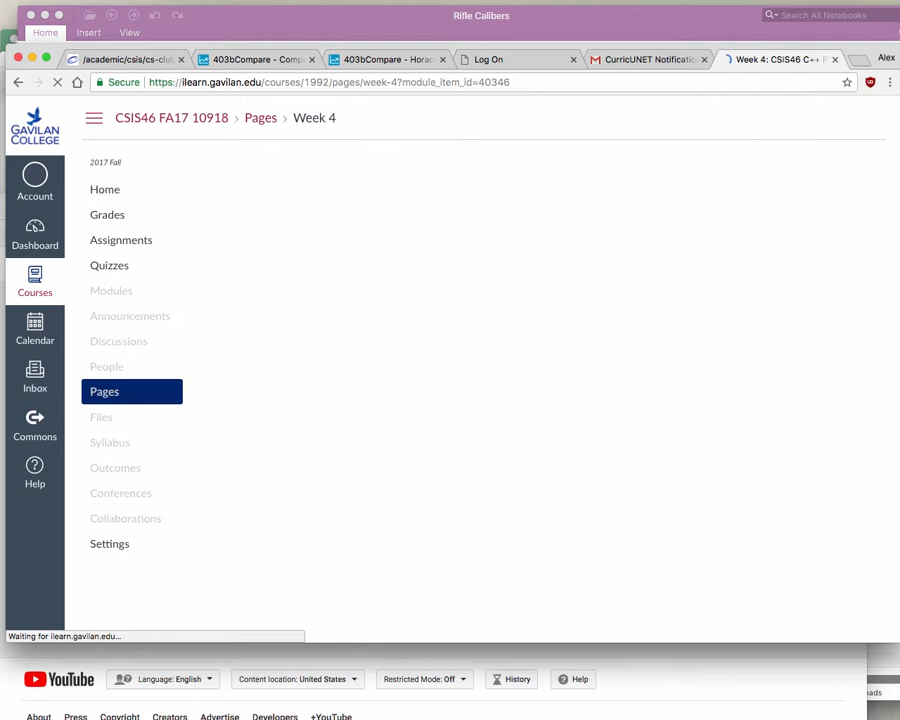 Rifle Calibers
Search All Notebooks
Home Insert View
/academic/csis/cs-clu
403bCompare - Comp
403bCompare - Horac
Log On
CurricUNET Notificatio
Week 4: CSIS46 C++ P
Alex
Secure https://ilearn.gavilan.edu/courses/1992/pages/week-4?module_item_id=40346
GAVILAN
COLLEGE
CSIS46 FA17 10918 › Pages › Week 4
2017 Fall
Account
Dashboard
Courses
Calendar
Inbox
Commons
Help
Home
Grades
Assignments
Quizzes
Modules
Announcements
Discussions
People
Pages
Files
Syllabus
Outcomes
Conferences
Collaborations
Settings
Waiting for ilearn.gavilan.edu...
YouTube Language: English Content location: United States Restricted Mode: Off History Help
About Press Copyright Creators Advertise Developers +YouTube